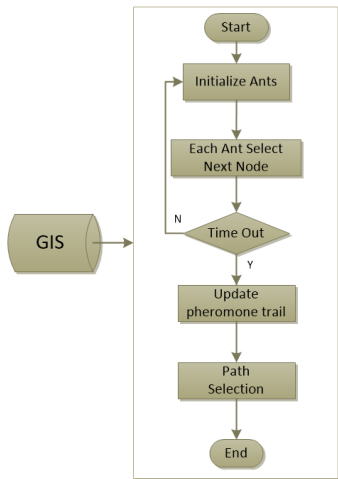 Start
Initialize Ants
Each Ant Select
Next Node
N
Time Out
GIS
Y
Update
pheromone trail
Path
Selection
End